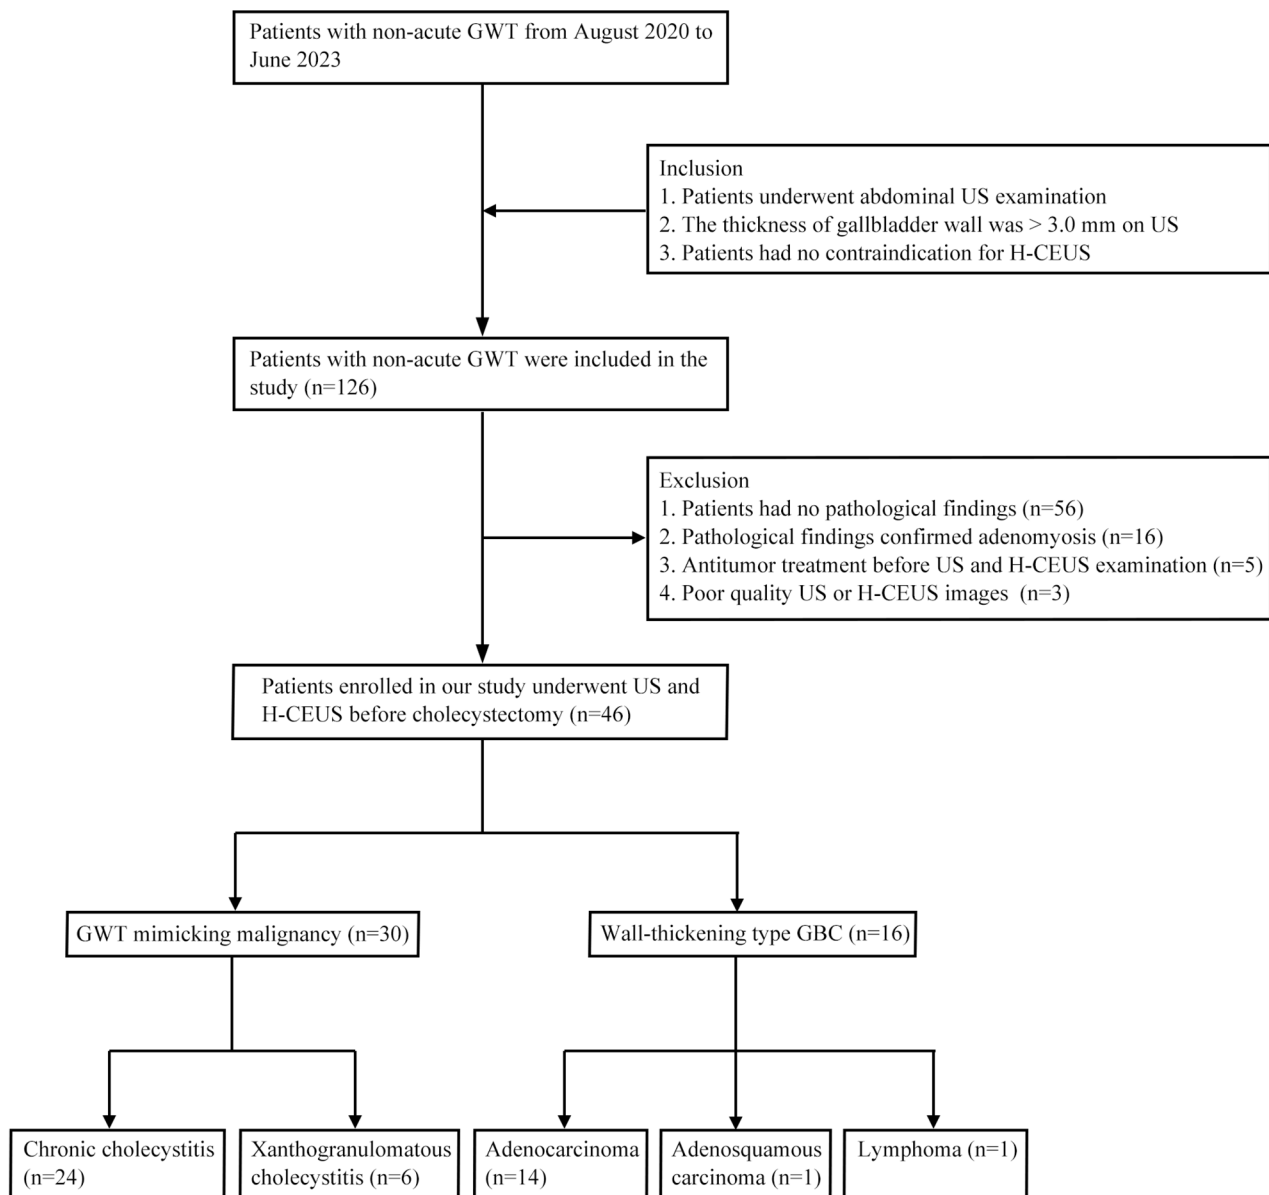 Patients with non-acute GWT from August 2020 to
June 2023
Inclusion
1. Patients underwent abdominal US examination
2. The thickness of gallbladder wall was > 3.0 mm on US
3. Patients had no contraindication for H-CEUS
Patients with non-acute GWT were included in the
study (n=126)
Exclusion
1. Patients had no pathological findings (n=56)
2. Pathological findings confirmed adenomyosis (n=16)
3. Antitumor treatment before US and H-CEUS examination (n=5)
4. Poor quality US or H-CEUS images (n=3)
Patients enrolled in our study underwent US and
H-CEUS before cholecystectomy (n=46)
GWT mimicking malignancy (n=30)
Wall-thickening type GBC (n=16)
Chronic cholecystitis
(n=24)
Xanthogranulomatous
cholecystitis (n=6)
Adenocarcinoma
(n=14)
Adenosquamous
carcinoma (n=1)
Lymphoma (n=1)